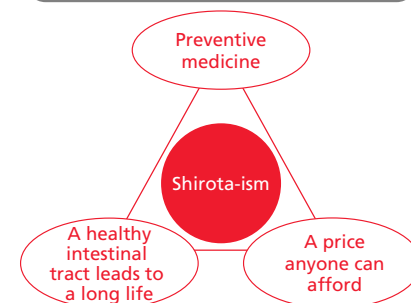 Preventive
medicine
Shirota-ism
A healthy
intestinal
tract leads to
a long life
A price
anyone can
afford